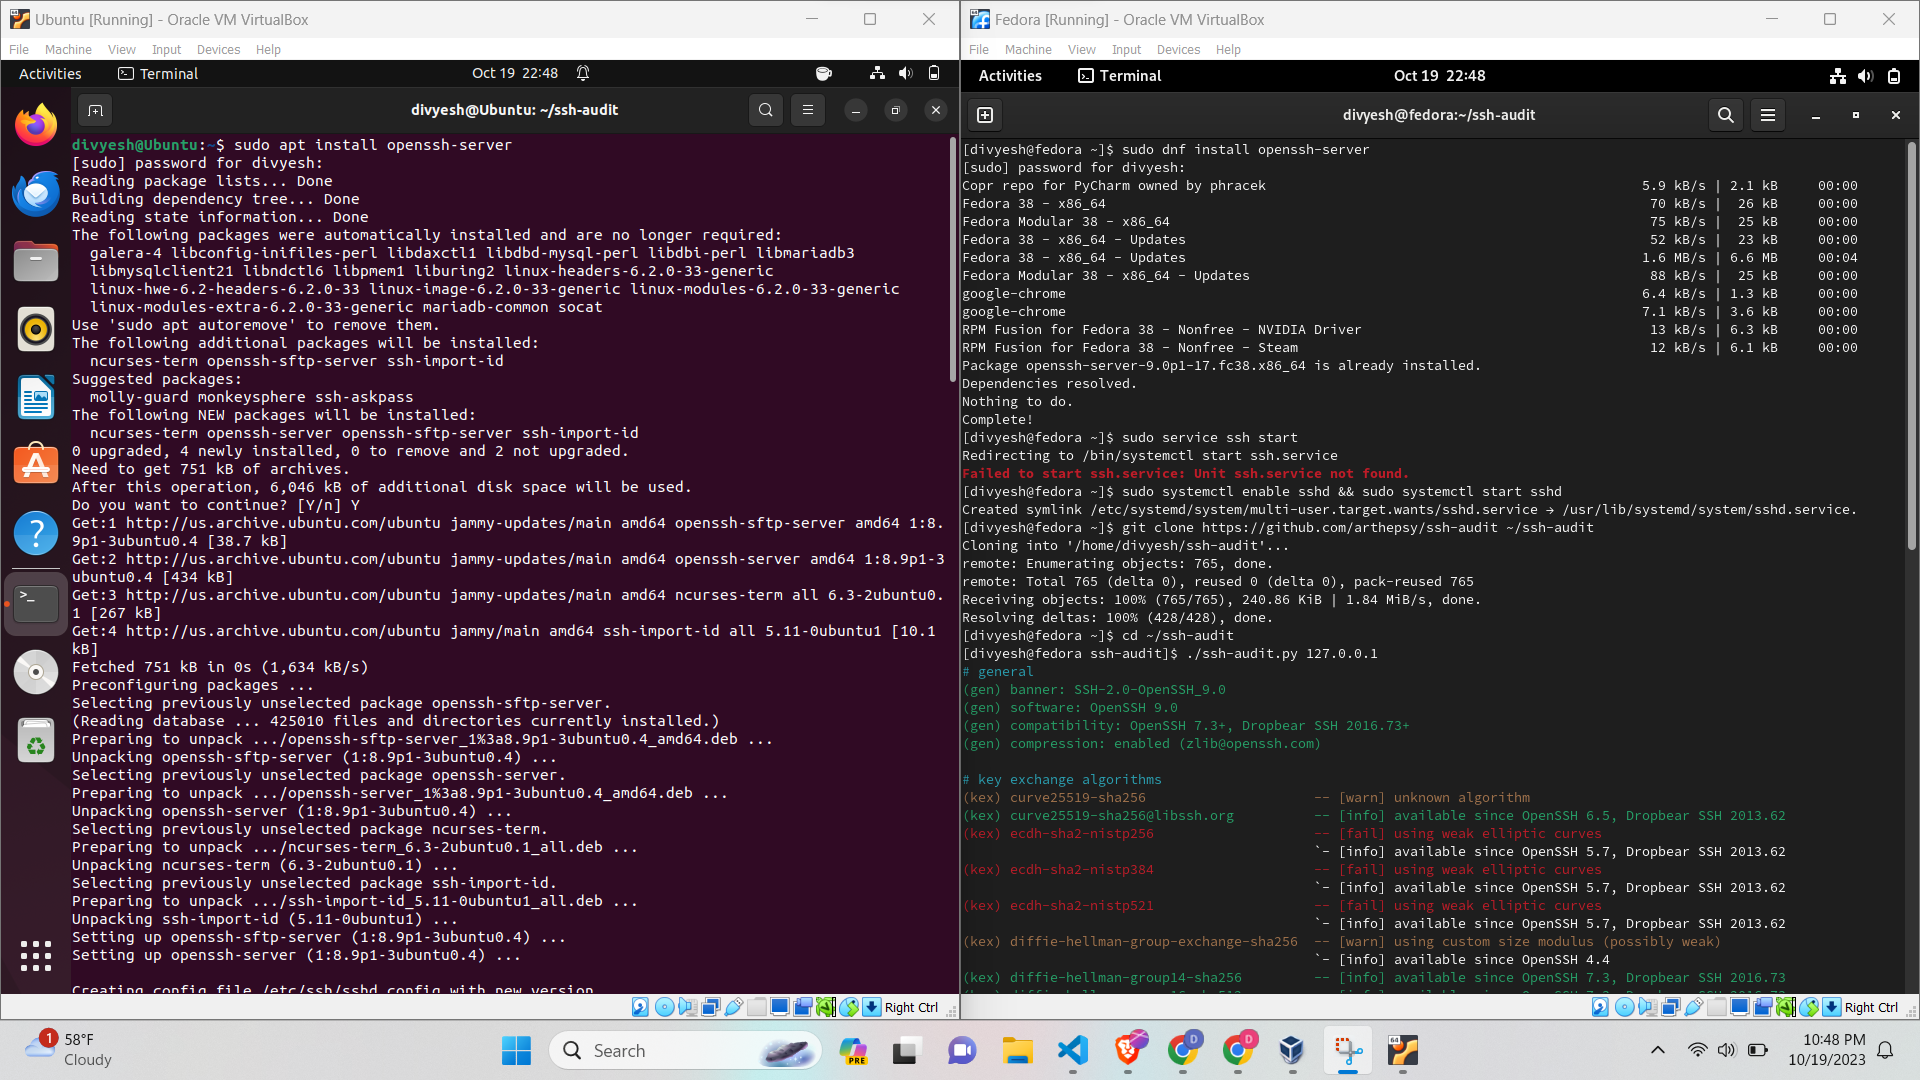 Ubuntu [Running] - Oracle VM VirtualBox
File Machine View Input Devices Help
Activities Terminal Oct 19 22:48
divyesh@Ubuntu: ~/ssh-audit
divyesh@Ubuntu:~$ sudo apt install openssh-server
[sudo] password for divyesh:
Reading package lists... Done
Building dependency tree... Done
Reading state information... Done
The following packages were automatically installed and are no longer required:
  galera-4 libconfig-inifiles-perl libdaxctl1 libdbd-mysql-perl libdbi-perl libmariadb3
  libmysqlclient21 libndctl6 libpmem1 liburing2 linux-headers-6.2.0-33-generic
  linux-hwe-6.2-headers-6.2.0-33 linux-image-6.2.0-33-generic linux-modules-6.2.0-33-generic
  linux-modules-extra-6.2.0-33-generic mariadb-common socat
Use 'sudo apt autoremove' to remove them.
The following additional packages will be installed:
  ncurses-term openssh-sftp-server ssh-import-id
Suggested packages:
  molly-guard monkeysphere ssh-askpass
The following NEW packages will be installed:
  ncurses-term openssh-server openssh-sftp-server ssh-import-id
0 upgraded, 4 newly installed, 0 to remove and 2 not upgraded.
Need to get 751 kB of archives.
After this operation, 6,046 kB of additional disk space will be used.
Do you want to continue? [Y/n] Y
Get:1 http://us.archive.ubuntu.com/ubuntu jammy-updates/main amd64 openssh-sftp-server amd64 1:8.
9p1-3ubuntu0.4 [38.7 kB]
Get:2 http://us.archive.ubuntu.com/ubuntu jammy-updates/main amd64 openssh-server amd64 1:8.9p1-3
ubuntu0.4 [434 kB]
Get:3 http://us.archive.ubuntu.com/ubuntu jammy-updates/main amd64 ncurses-term all 6.3-2ubuntu0.
1 [267 kB]
Get:4 http://us.archive.ubuntu.com/ubuntu jammy/main amd64 ssh-import-id all 5.11-0ubuntu1 [10.1
kB]
Fetched 751 kB in 0s (1,634 kB/s)
Preconfiguring packages ...
Selecting previously unselected package openssh-sftp-server.
(Reading database ... 425010 files and directories currently installed.)
Preparing to unpack .../openssh-sftp-server_1%3a8.9p1-3ubuntu0.4_amd64.deb ...
Unpacking openssh-sftp-server (1:8.9p1-3ubuntu0.4) ...
Selecting previously unselected package openssh-server.
Preparing to unpack .../openssh-server_1%3a8.9p1-3ubuntu0.4_amd64.deb ...
Unpacking openssh-server (1:8.9p1-3ubuntu0.4) ...
Selecting previously unselected package ncurses-term.
Preparing to unpack .../ncurses-term_6.3-2ubuntu0.1_all.deb ...
Unpacking ncurses-term (6.3-2ubuntu0.1) ...
Selecting previously unselected package ssh-import-id.
Preparing to unpack .../ssh-import-id_5.11-0ubuntu1_all.deb ...
Unpacking ssh-import-id (5.11-0ubuntu1) ...
Setting up openssh-sftp-server (1:8.9p1-3ubuntu0.4) ...
Setting up openssh-server (1:8.9p1-3ubuntu0.4) ...
Creating config file /etc/ssh/sshd_config with new version
Right Ctrl
Fedora [Running] - Oracle VM VirtualBox
File Machine View Input Devices Help
Activities Terminal Oct 19 22:48
divyesh@fedora:~/ssh-audit
[divyesh@fedora ~]$ sudo dnf install openssh-server
[sudo] password for divyesh:
Copr repo for PyCharm owned by phracek 5.9 kB/s | 2.1 kB 00:00
Fedora 38 - x86_64 70 kB/s | 26 kB 00:00
Fedora Modular 38 - x86_64 75 kB/s | 25 kB 00:00
Fedora 38 - x86_64 - Updates 52 kB/s | 23 kB 00:00
Fedora 38 - x86_64 - Updates 1.6 MB/s | 6.6 MB 00:04
Fedora Modular 38 - x86_64 - Updates 88 kB/s | 25 kB 00:00
google-chrome 6.4 kB/s | 1.3 kB 00:00
google-chrome 7.1 kB/s | 3.6 kB 00:00
RPM Fusion for Fedora 38 - Nonfree - NVIDIA Driver 13 kB/s | 6.3 kB 00:00
RPM Fusion for Fedora 38 - Nonfree - Steam 12 kB/s | 6.1 kB 00:00
Package openssh-server-9.0p1-17.fc38.x86_64 is already installed.
Dependencies resolved.
Nothing to do.
Complete!
[divyesh@fedora ~]$ sudo service ssh start
Redirecting to /bin/systemctl start ssh.service
Failed to start ssh.service: Unit ssh.service not found.
[divyesh@fedora ~]$ sudo systemctl enable sshd && sudo systemctl start sshd
Created symlink /etc/systemd/system/multi-user.target.wants/sshd.service → /usr/lib/systemd/system/sshd.service.
[divyesh@fedora ~]$ git clone https://github.com/arthepsy/ssh-audit ~/ssh-audit
Cloning into '/home/divyesh/ssh-audit'...
remote: Enumerating objects: 765, done.
remote: Total 765 (delta 0), reused 0 (delta 0), pack-reused 765
Receiving objects: 100% (765/765), 240.86 KiB | 1.84 MiB/s, done.
Resolving deltas: 100% (428/428), done.
[divyesh@fedora ~]$ cd ~/ssh-audit
[divyesh@fedora ssh-audit]$ ./ssh-audit.py 127.0.0.1
# general
(gen) banner: SSH-2.0-OpenSSH_9.0
(gen) software: OpenSSH 9.0
(gen) compatibility: OpenSSH 7.3+, Dropbear SSH 2016.73+
(gen) compression: enabled (zlib@openssh.com)
# key exchange algorithms
(kex) curve25519-sha256 -- [warn] unknown algorithm
(kex) curve25519-sha256@libssh.org -- [info] available since OpenSSH 6.5, Dropbear SSH 2013.62
(kex) ecdh-sha2-nistp256 -- [fail] using weak elliptic curves
`- [info] available since OpenSSH 5.7, Dropbear SSH 2013.62
(kex) ecdh-sha2-nistp384 -- [fail] using weak elliptic curves
`- [info] available since OpenSSH 5.7, Dropbear SSH 2013.62
(kex) ecdh-sha2-nistp521 -- [fail] using weak elliptic curves
`- [info] available since OpenSSH 5.7, Dropbear SSH 2013.62
(kex) diffie-hellman-group-exchange-sha256 -- [warn] using custom size modulus (possibly weak)
`- [info] available since OpenSSH 4.4
(kex) diffie-hellman-group14-sha256 -- [info] available since OpenSSH 7.3, Dropbear SSH 2016.73
Right Ctrl
1
58°F
Cloudy
Search
PRE
10:48 PM
10/19/2023